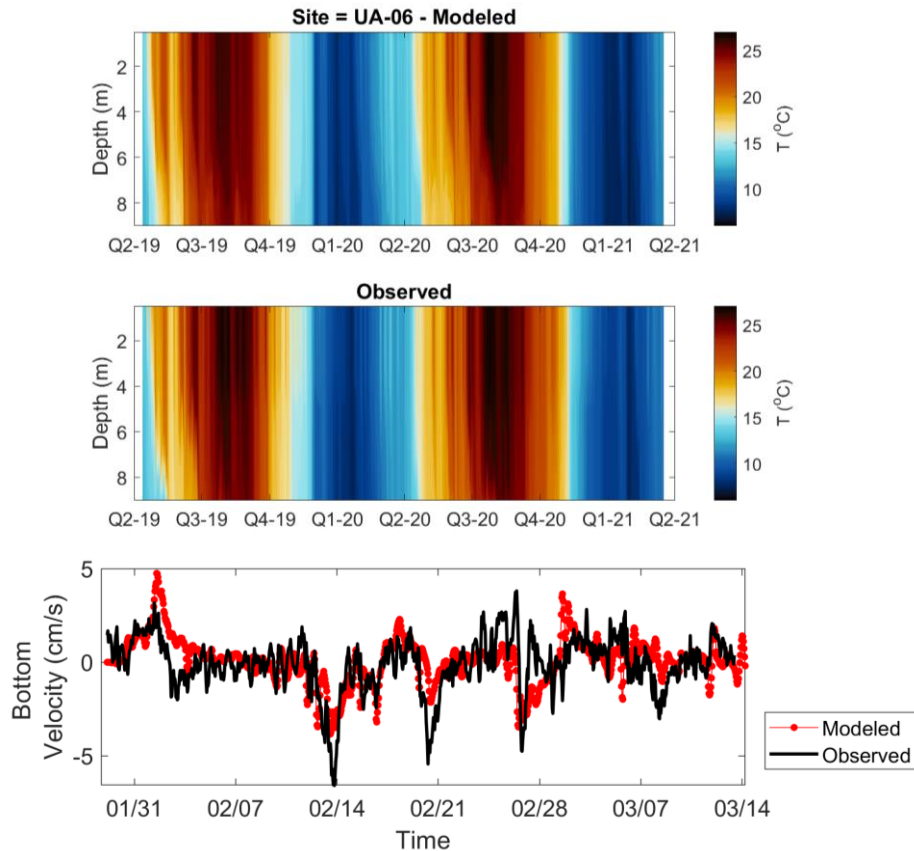 Site = UA-06 - Modeled
Depth (m)
2
4
6
8
Q2-19 Q3-19 Q4-19 Q1-20 Q2-20 Q3-20 Q4-20 Q1-21 Q2-21
25
20
15
10
T (°C)
Observed
Depth (m)
2
4
6
8
Q2-19 Q3-19 Q4-19 Q1-20 Q2-20 Q3-20 Q4-20 Q1-21 Q2-21
25
20
15
10
T (°C)
Bottom
Velocity (cm/s)
5
0
-5
01/31 02/07 02/14 02/21 02/28 03/07 03/14
Time
Modeled
Observed